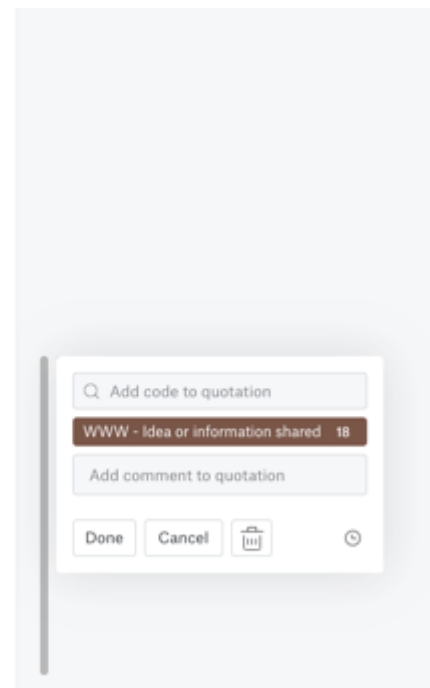 Add code to quotation
WWW - Idea or information shared 18
Add comment to quotation
Done Cancel